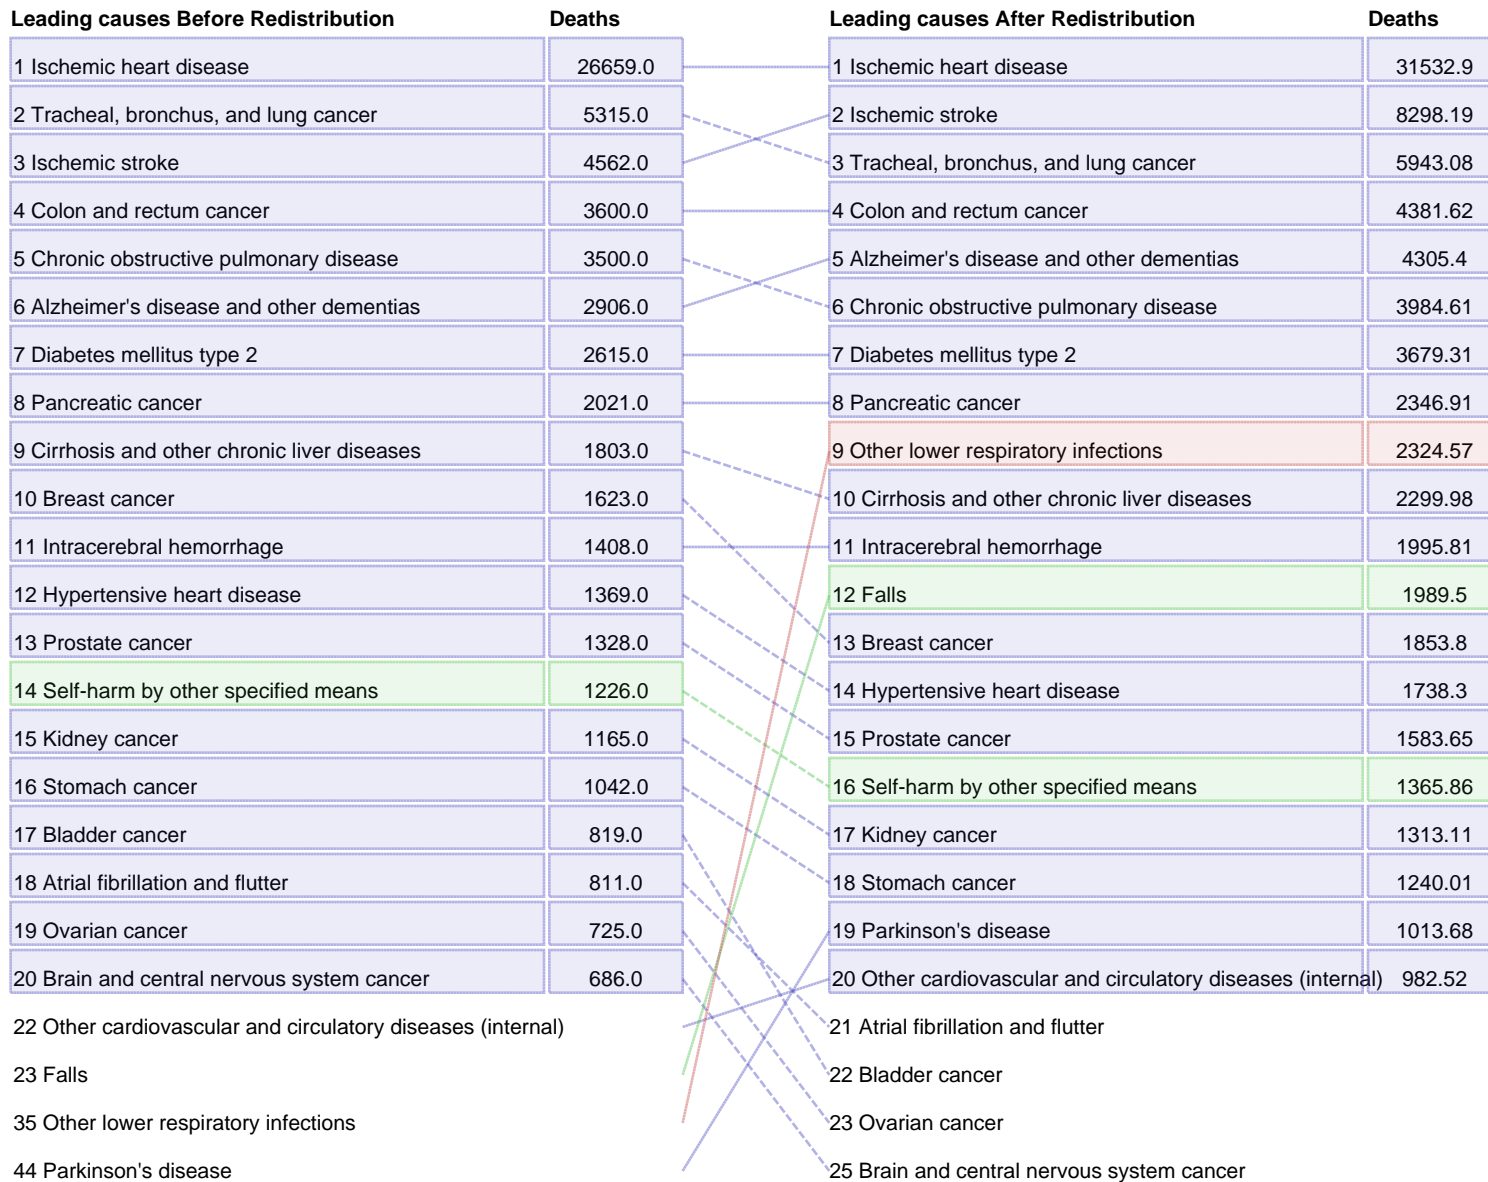 Leading causes Before Redistribution Deaths Leading causes After Redistribution Deaths
1 Ischemic heart disease 26659.0 1 Ischemic heart disease 31532.9
2 Tracheal, bronchus, and lung cancer 5315.0 2 Ischemic stroke 8298.19
3 Ischemic stroke 4562.0 3 Tracheal, bronchus, and lung cancer 5943.08
4 Colon and rectum cancer 3600.0 4 Colon and rectum cancer 4381.62
5 Chronic obstructive pulmonary disease 3500.0 5 Alzheimer's disease and other dementias 4305.4
6 Alzheimer's disease and other dementias 2906.0 6 Chronic obstructive pulmonary disease 3984.61
7 Diabetes mellitus type 2 2615.0 7 Diabetes mellitus type 2 3679.31
8 Pancreatic cancer 2021.0 8 Pancreatic cancer 2346.91
9 Cirrhosis and other chronic liver diseases 1803.0 9 Other lower respiratory infections 2324.57
10 Breast cancer 1623.0 10 Cirrhosis and other chronic liver diseases 2299.98
11 Intracerebral hemorrhage 1408.0 11 Intracerebral hemorrhage 1995.81
12 Hypertensive heart disease 1369.0 12 Falls 1989.5
13 Prostate cancer 1328.0 13 Breast cancer 1853.8
14 Self-harm by other specified means 1226.0 14 Hypertensive heart disease 1738.3
15 Kidney cancer 1165.0 15 Prostate cancer 1583.65
16 Stomach cancer 1042.0 16 Self-harm by other specified means 1365.86
17 Bladder cancer 819.0 17 Kidney cancer 1313.11
18 Atrial fibrillation and flutter 811.0 18 Stomach cancer 1240.01
19 Ovarian cancer 725.0 19 Parkinson's disease 1013.68
20 Brain and central nervous system cancer 686.0 20 Other cardiovascular and circulatory diseases (internal) 982.52
22 Other cardiovascular and circulatory diseases (internal) 21 Atrial fibrillation and flutter
23 Falls 22 Bladder cancer
35 Other lower respiratory infections 23 Ovarian cancer
44 Parkinson's disease 25 Brain and central nervous system cancer